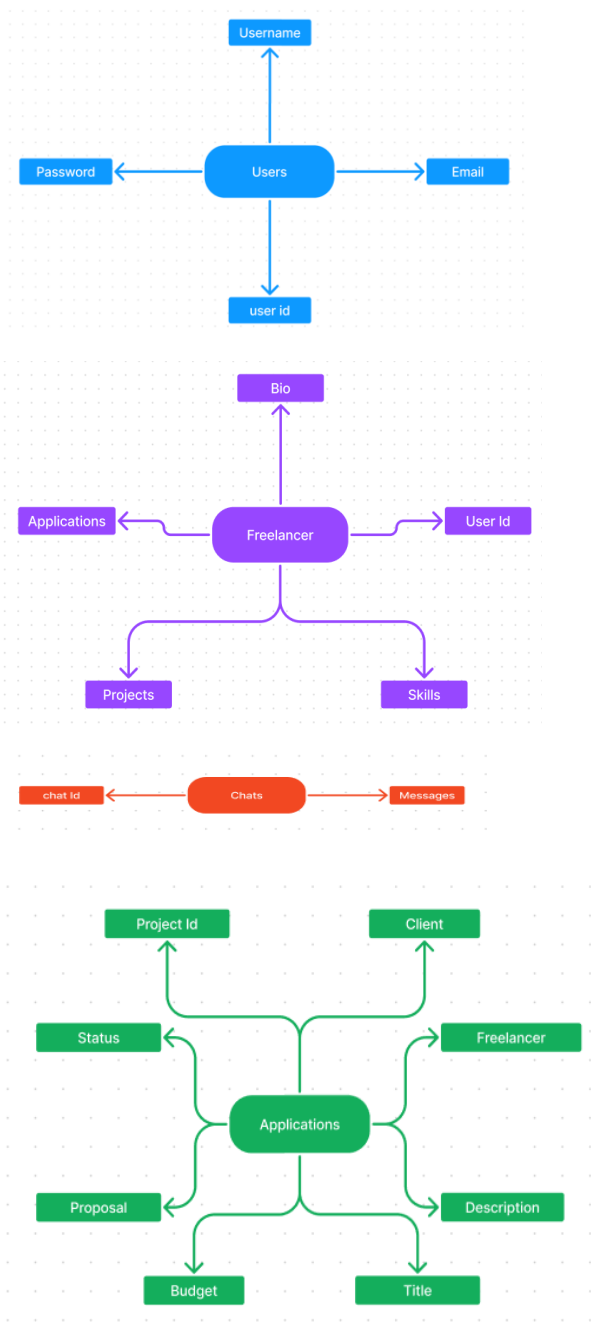 Username
Password
Users
Email
user id
Bio
Applications
Freelancer
User Id
Projects
Skills
chat Id
Chats
Messages
Project Id
Client
Status
Freelancer
Applications
Proposal
Description
Budget
Title